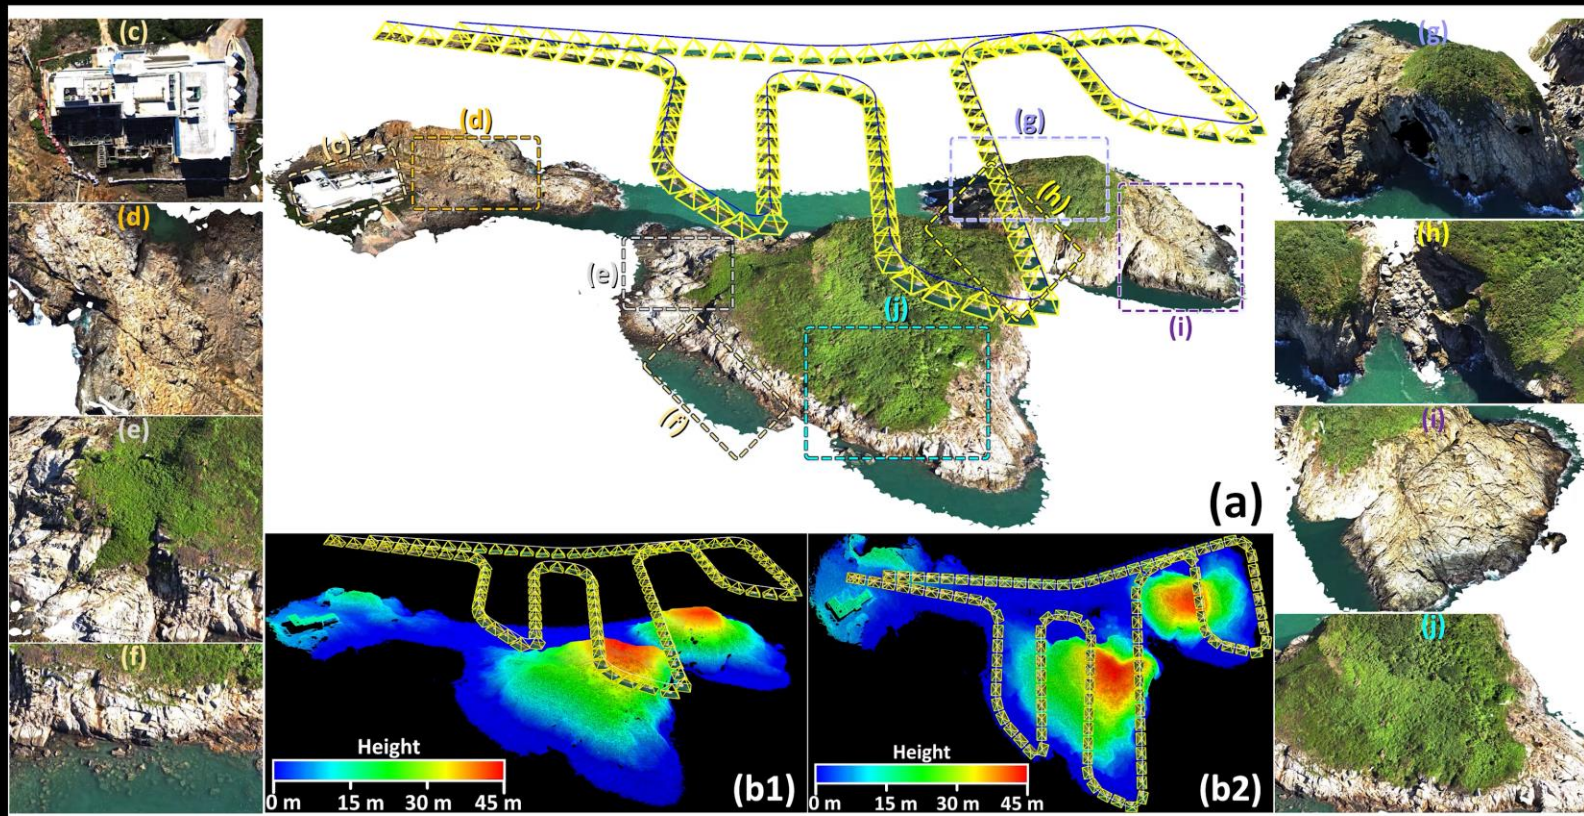 (c)
(d)
(e)
(f)
(c)
(d)
(e)
(f)
(g)
(h)
(i)
(j)
(a)
Height
0 m 15 m 30 m 45 m
(b1)
Height
0 m 15 m 30 m 45 m
(b2)
(g)
(h)
(i)
(j)